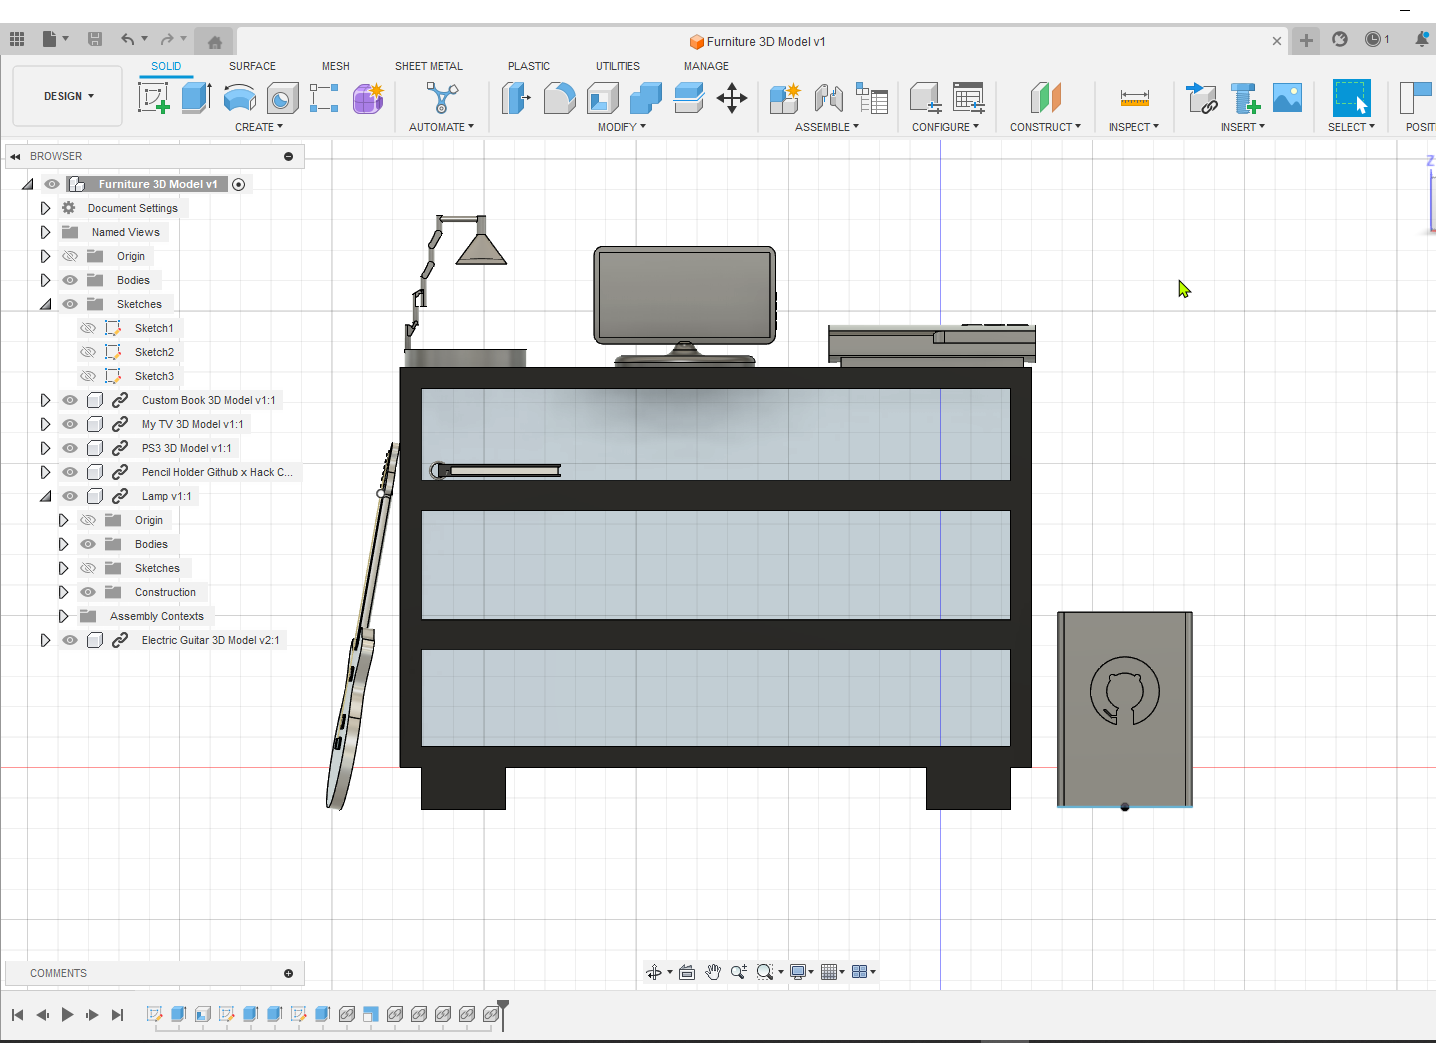 Furniture 3D Model v1
1
SOLID SURFACE MESH SHEET METAL PLASTIC UTILITIES MANAGE
DESIGN
CREATE AUTOMATE MODIFY ASSEMBLE CONFIGURE CONSTRUCT INSPECT INSERT SELECT POSIT
BROWSER
Z
Furniture 3D Model v1
Document Settings
Named Views
Origin
Bodies
Sketches
Sketch1
Sketch2
Sketch3
Custom Book 3D Model v1:1
My TV 3D Model v1:1
PS3 3D Model v1:1
Pencil Holder Github x Hack C...
Lamp v1:1
Origin
Bodies
Sketches
Construction
Assembly Contexts
Electric Guitar 3D Model v2:1
COMMENTS